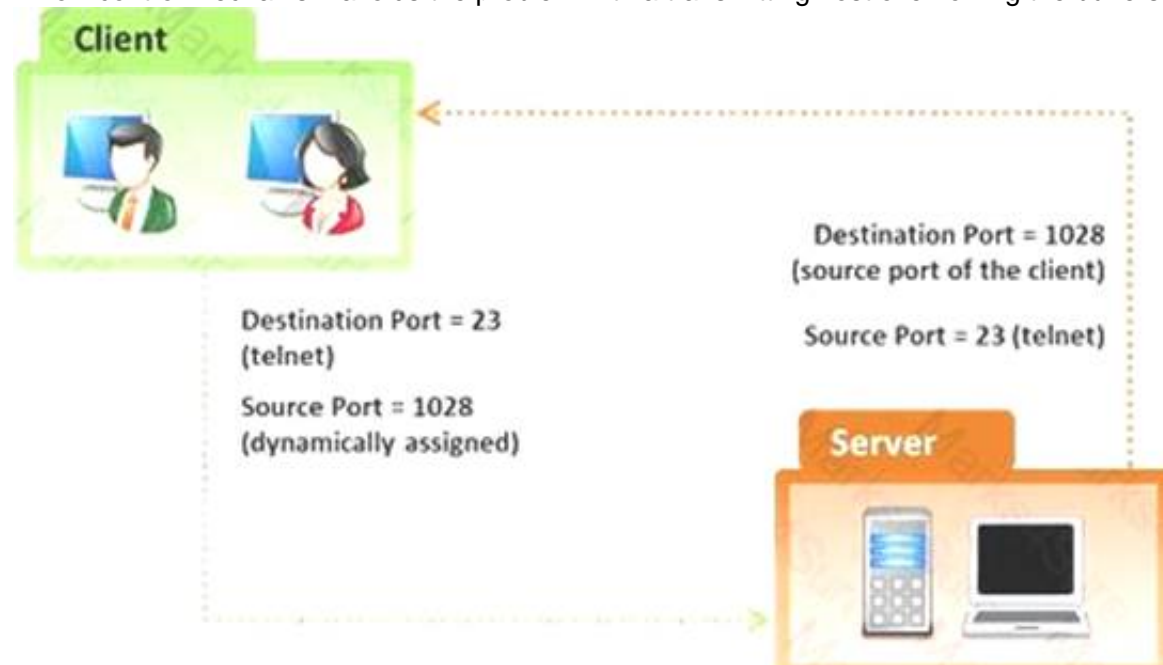 Client
Destination Port = 1028
(source port of the client)
Source Port = 23 (telnet)
Destination Port = 23
(telnet)
Source Port = 1028
(dynamically assigned)
Server